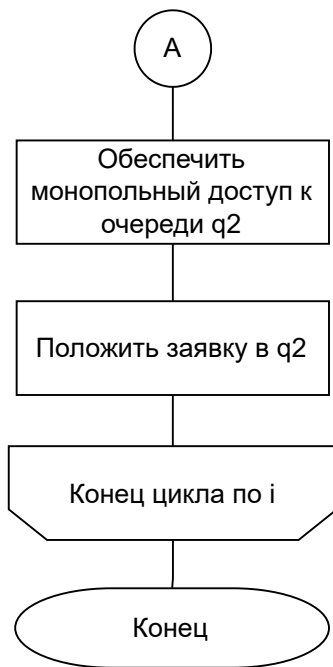 А
Обеспечить
монопольный доступ к
очереди q2
Положить заявку в q2
Конец цикла по i
Конец